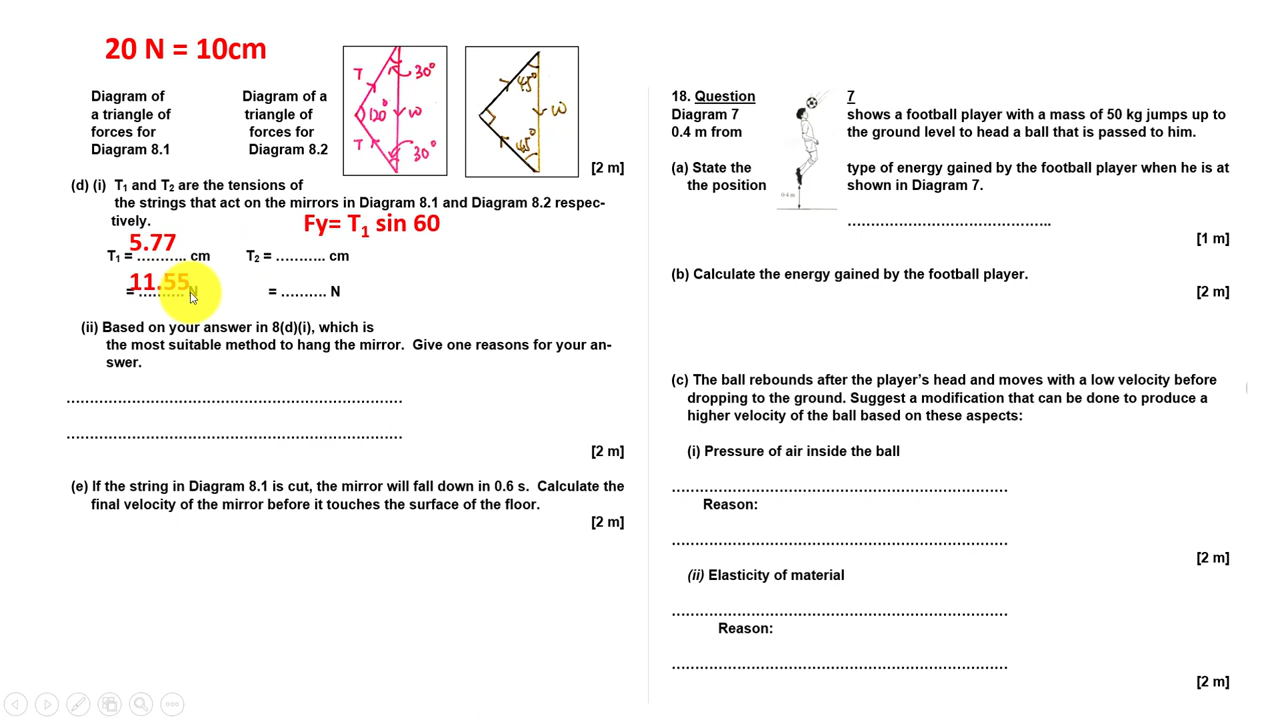 20 N = 10cm
Diagram of
a triangle of
forces for
Diagram 8.1
Diagram of a
triangle of
forces for
Diagram 8.2
T
30°
120°
W
T
30°
45°
W
45°
[2 m]
(d) (i) T₁ and T₂ are the tensions of
the strings that act on the mirrors in Diagram 8.1 and Diagram 8.2 respec-
tively.
Fy= T₁ sin 60
5.77
T₁ = ........... cm T₂ = ........... cm
11.55
= .......... N = .......... N
(ii) Based on your answer in 8(d)(i), which is
the most suitable method to hang the mirror. Give one reasons for your an-
swer.
........................................................................
........................................................................
[2 m]
(e) If the string in Diagram 8.1 is cut, the mirror will fall down in 0.6 s. Calculate the
final velocity of the mirror before it touches the surface of the floor.
[2 m]
18. Question 7
Diagram 7 shows a football player with a mass of 50 kg jumps up to
0.4 m from the ground level to head a ball that is passed to him.
(a) State the type of energy gained by the football player when he is at
the position shown in Diagram 7.
0.4 m
............................................
[1 m]
(b) Calculate the energy gained by the football player.
[2 m]
(c) The ball rebounds after the player's head and moves with a low velocity before
dropping to the ground. Suggest a modification that can be done to produce a
higher velocity of the ball based on these aspects:
(i) Pressure of air inside the ball
........................................................................
Reason:
........................................................................
[2 m]
(ii) Elasticity of material
........................................................................
Reason:
........................................................................
[2 m]